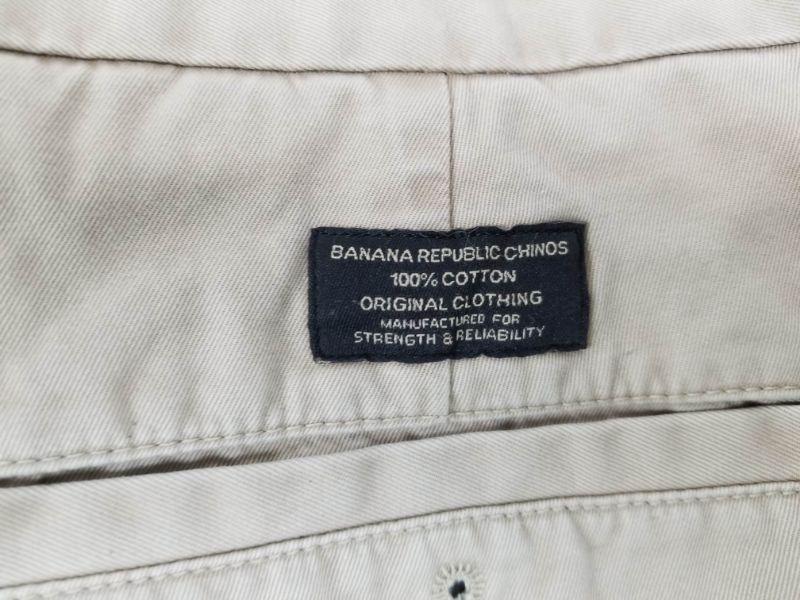 BANANA REPUBLIC CHINOS
100% COTTON
ORIGINAL CLOTHING
MANUFACTURED FOR
STRENGTH & RELIABILITY